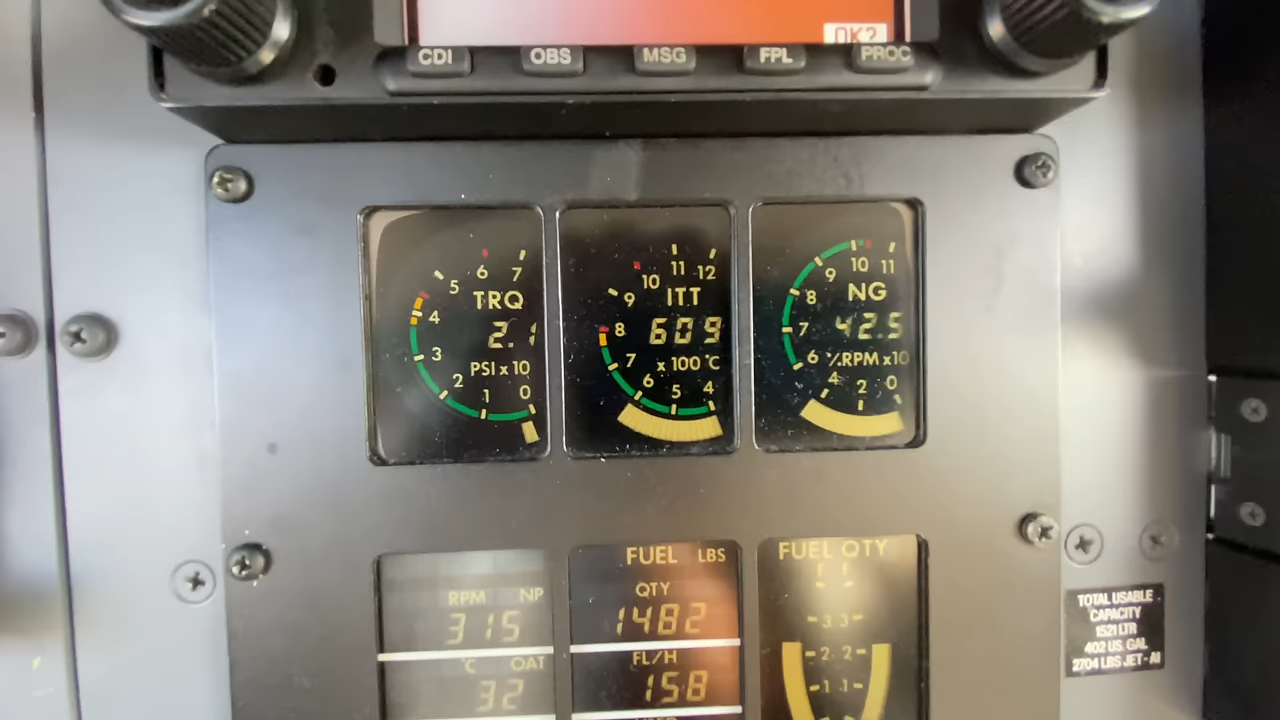 OK?
CDI OBS MSG FPL PROC
7
6
5
TRQ
4
2.1
3
PSI x 10
2
1
0
12
11
10
9
ITT
8
609
7
x 100 °C
6
5
4
11
10
9
NG
8
42.5
7
6 %RPM x10
4
2
0
RPM NP
315
°C OAT
32
FUEL LBS
QTY
1482
FL/H
158
FUEL QTY
F F
3 3
2 2
1 1
TOTAL USABLE
CAPACITY
1521 LTR
402 US. GAL
2704 LBS JET-A1